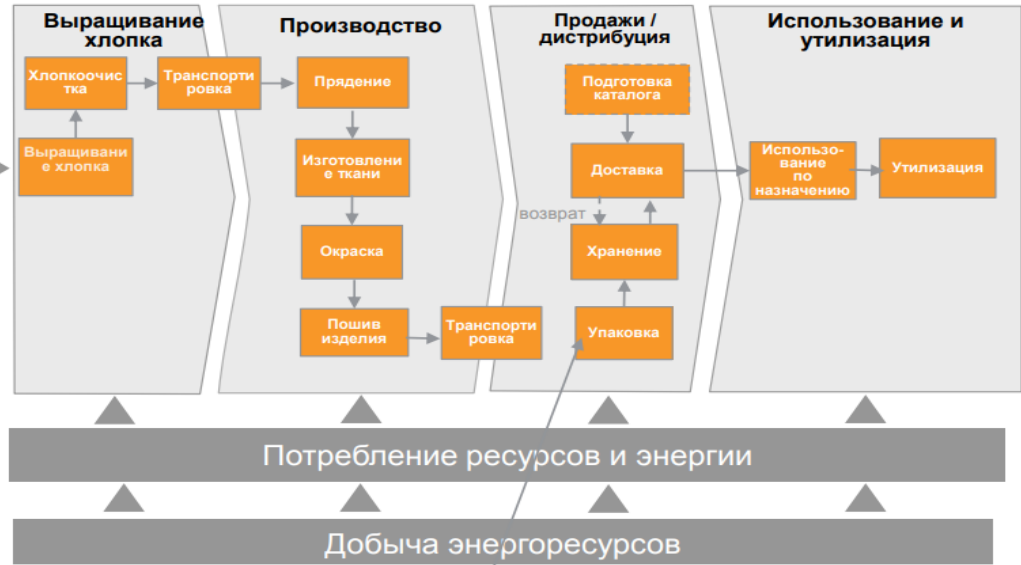 Выращивание
хлопка
Производство
Продажи /
дистрибуция
Использование и
утилизация
Хлопкоочис
тка
Транспорти
ровка
Выращивани
е хлопка
Прядение
Изготовлени
е ткани
Окраска
Пошив
изделия
Транспорти
ровка
Подготовка
каталога
Доставка
возврат
Хранение
Упаковка
Использо-
вание
по
назначению
Утилизация
Потребление ресурсов и энергии
Добыча энергоресурсов